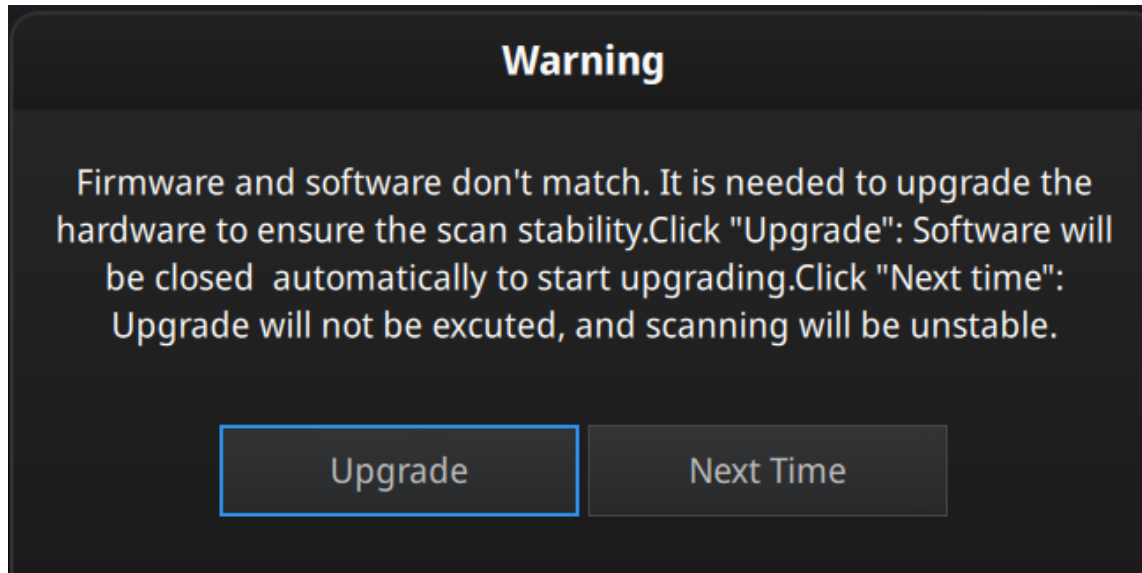 Warning
Firmware and software don't match. It is needed to upgrade the
hardware to ensure the scan stability.Click "Upgrade": Software will
be closed  automatically to start upgrading.Click "Next time":
Upgrade will not be excuted, and scanning will be unstable.
Upgrade
Next Time